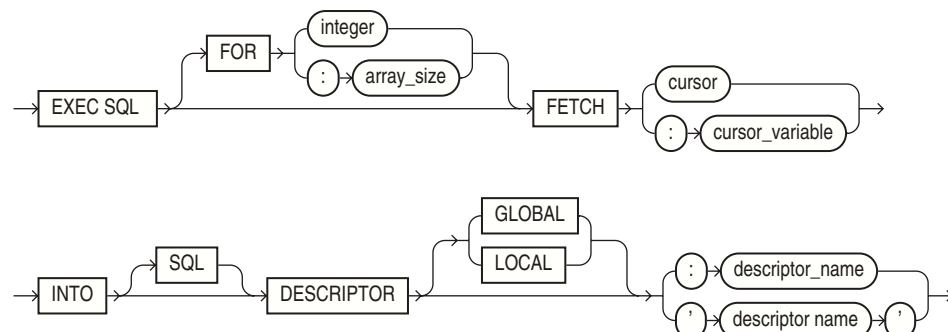 integer
FOR
: array_size
EXEC SQL
FETCH
cursor
: cursor_variable
GLOBAL
SQL
LOCAL
INTO
DESCRIPTOR
: descriptor_name
' descriptor name '